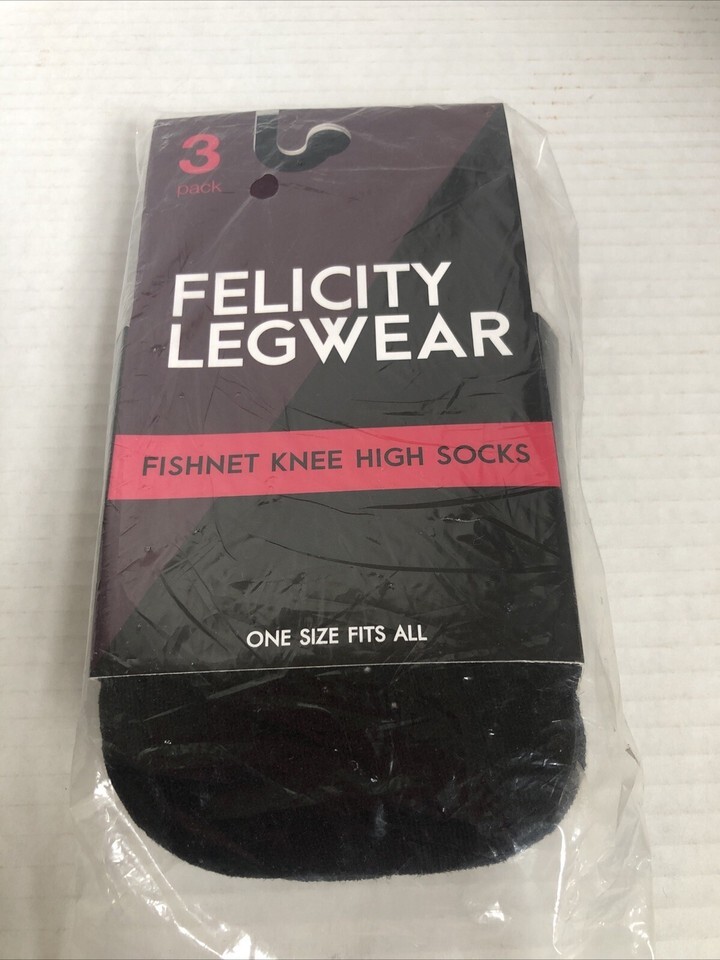 3
pack
FELICITY
LEGWEAR
FISHNET KNEE HIGH SOCKS
ONE SIZE FITS ALL